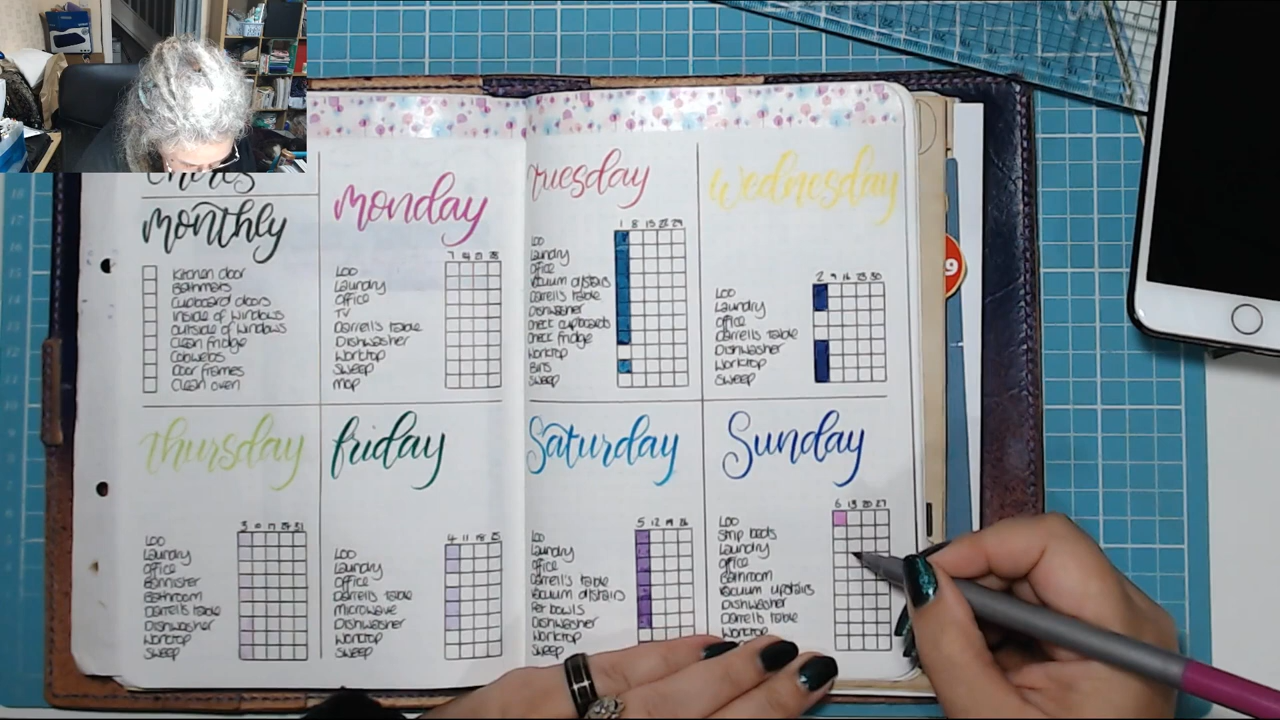 monthly
Kitchen door
Bathmats
Cupboard doors
Inside of windows
Outside of windows
Clean fridge
Cobwebs
Door frames
Clean oven
monday
7 14 21 28
Loo
Laundry
Office
TV
Darrell's table
Dishwasher
Worktop
Sweep
Mop
Tuesday
1 8 15 22 29
Loo
Laundry
Office
Vacuum d/stairs
Darrell's table
Dishwasher
Check cupboards
Check fridge
Worktop
Bins
Sweep
Wednesday
2 9 16 23 30
Loo
Laundry
Office
Darrell's table
Dishwasher
Worktop
Sweep
Thursday
3 10 17 24 31
Loo
Laundry
Office
Bannister
Bathroom
Darrell's table
Dishwasher
Worktop
Sweep
friday
4 11 18 25
Loo
Laundry
Office
Darrell's table
Microwave
Dishwasher
Worktop
Sweep
Saturday
5 12 19 26
Loo
Laundry
Office
Darrell's table
Vacuum d/stairs
Pet bowls
Dishwasher
Worktop
Sweep
Sunday
6 13 20 27
Loo
Strip beds
Laundry
Office
Bathroom
Vacuum upstairs
Dishwasher
Darrell's table
Worktop